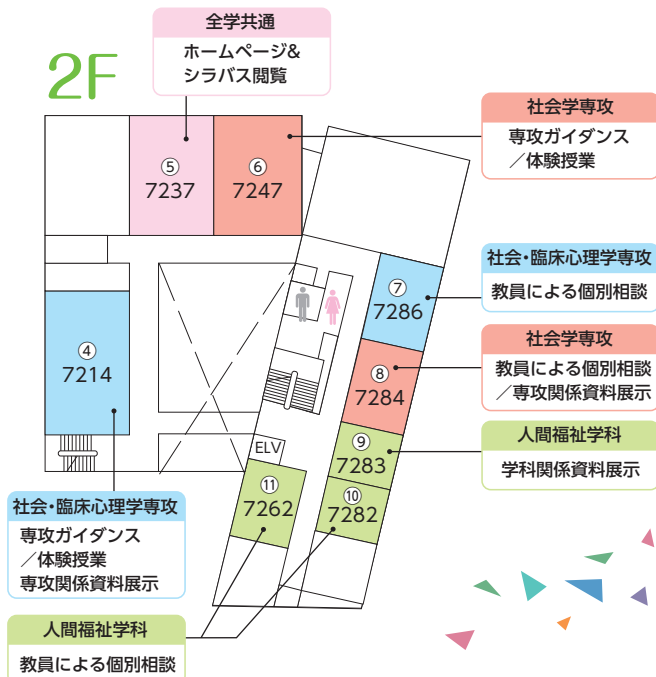 全学共通
ホームページ&
シラバス閲覧
2F
社会学専攻
専攻ガイダンス
／体験授業
⑤
7237
⑥
7247
社会・臨床心理学専攻
教員による個別相談
⑦
7286
④
7214
社会学専攻
教員による個別相談
／専攻関係資料展示
⑧
7284
人間福祉学科
学科関係資料展示
⑨
7283
ELV
⑪
7262
⑩
7282
社会・臨床心理学専攻
専攻ガイダンス
／体験授業
専攻関係資料展示
人間福祉学科
教員による個別相談